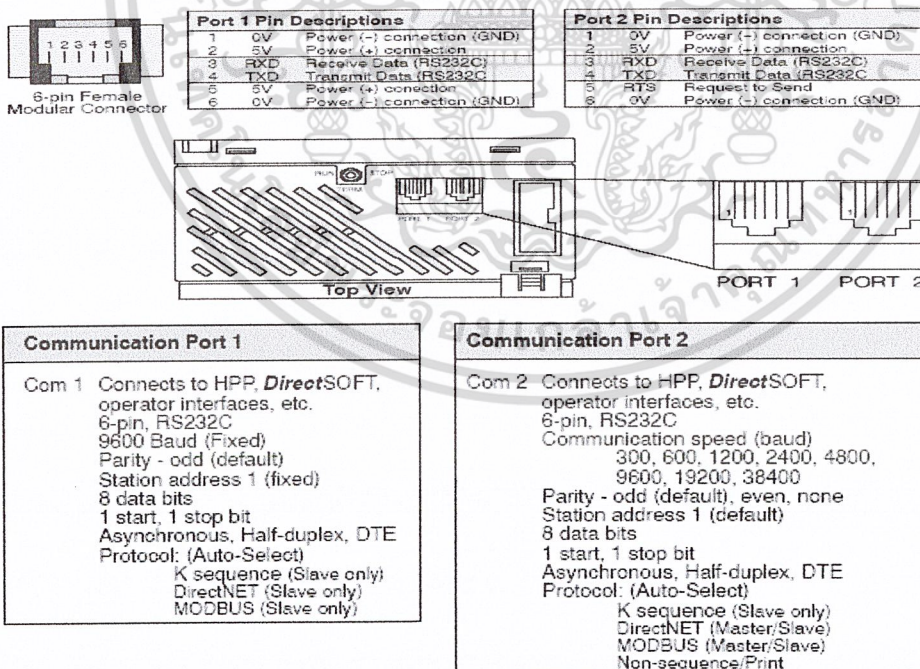 Port 1 Pin Descriptions
1 0V Power (-) connection (GND)
2 5V Power (+) connection
3 RXD Receive Data (RS232C)
4 TXD Transmit Data (RS232C
5 5V Power (+) conection
6 0V Power (-) connection (GND)
Port 2 Pin Descriptions
1 0V Power (-) connection (GND)
2 5V Power (+) connection
3 RXD Receive Data (RS232C)
4 TXD Transmit Data (RS232C
5 RTS Request to Send
6 0V Power (-) connection (GND)
1 2 3 4 5 6
6-pin Female
Modular Connector
RUN STOP
TERM
PORT 1 PORT 2
1 1
PORT 1 PORT 2
Top View
Communication Port 1
Com 1 Connects to HPP, DirectSOFT,
operator interfaces, etc.
6-pin, RS232C
9600 Baud (Fixed)
Parity - odd (default)
Station address 1 (fixed)
8 data bits
1 start, 1 stop bit
Asynchronous, Half-duplex, DTE
Protocol: (Auto-Select)
K sequence (Slave only)
DirectNET (Slave only)
MODBUS (Slave only)
Communication Port 2
Com 2 Connects to HPP, DirectSOFT,
operator interfaces, etc.
6-pin, RS232C
Communication speed (baud)
300, 600, 1200, 2400, 4800,
9600, 19200, 38400
Parity - odd (default), even, none
Station address 1 (default)
8 data bits
1 start, 1 stop bit
Asynchronous, Half-duplex, DTE
Protocol: (Auto-Select)
K sequence (Slave only)
DirectNET (Master/Slave)
MODBUS (Master/Slave)
Non-sequence/Print